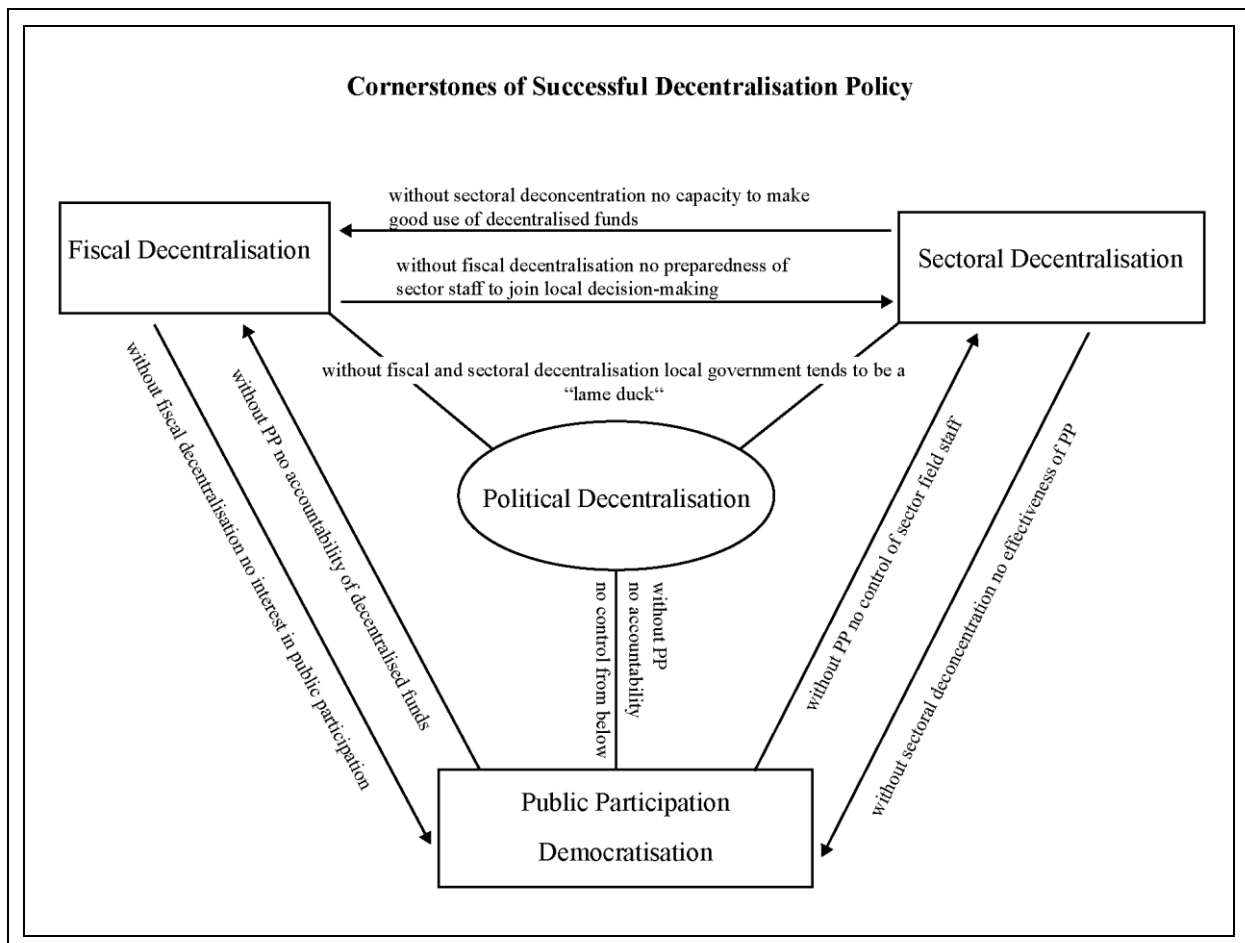 Cornerstones of Successful Decentralisation Policy
without sectoral deconcentration no capacity to make
good use of decentralised funds
Fiscal Decentralisation
Sectoral Decentralisation
without fiscal decentralisation no preparedness of
sector staff to join local decision-making
without fiscal and sectoral decentralisation local government tends to be a
“lame duck“
Political Decentralisation
without fiscal decentralisation no interest in public participation
without PP no accountability of decentralised funds
without PP
no accountability
no control from below
without PP no control of sector field staff
without sectoral deconcentration no effectiveness of PP
Public Participation
Democratisation